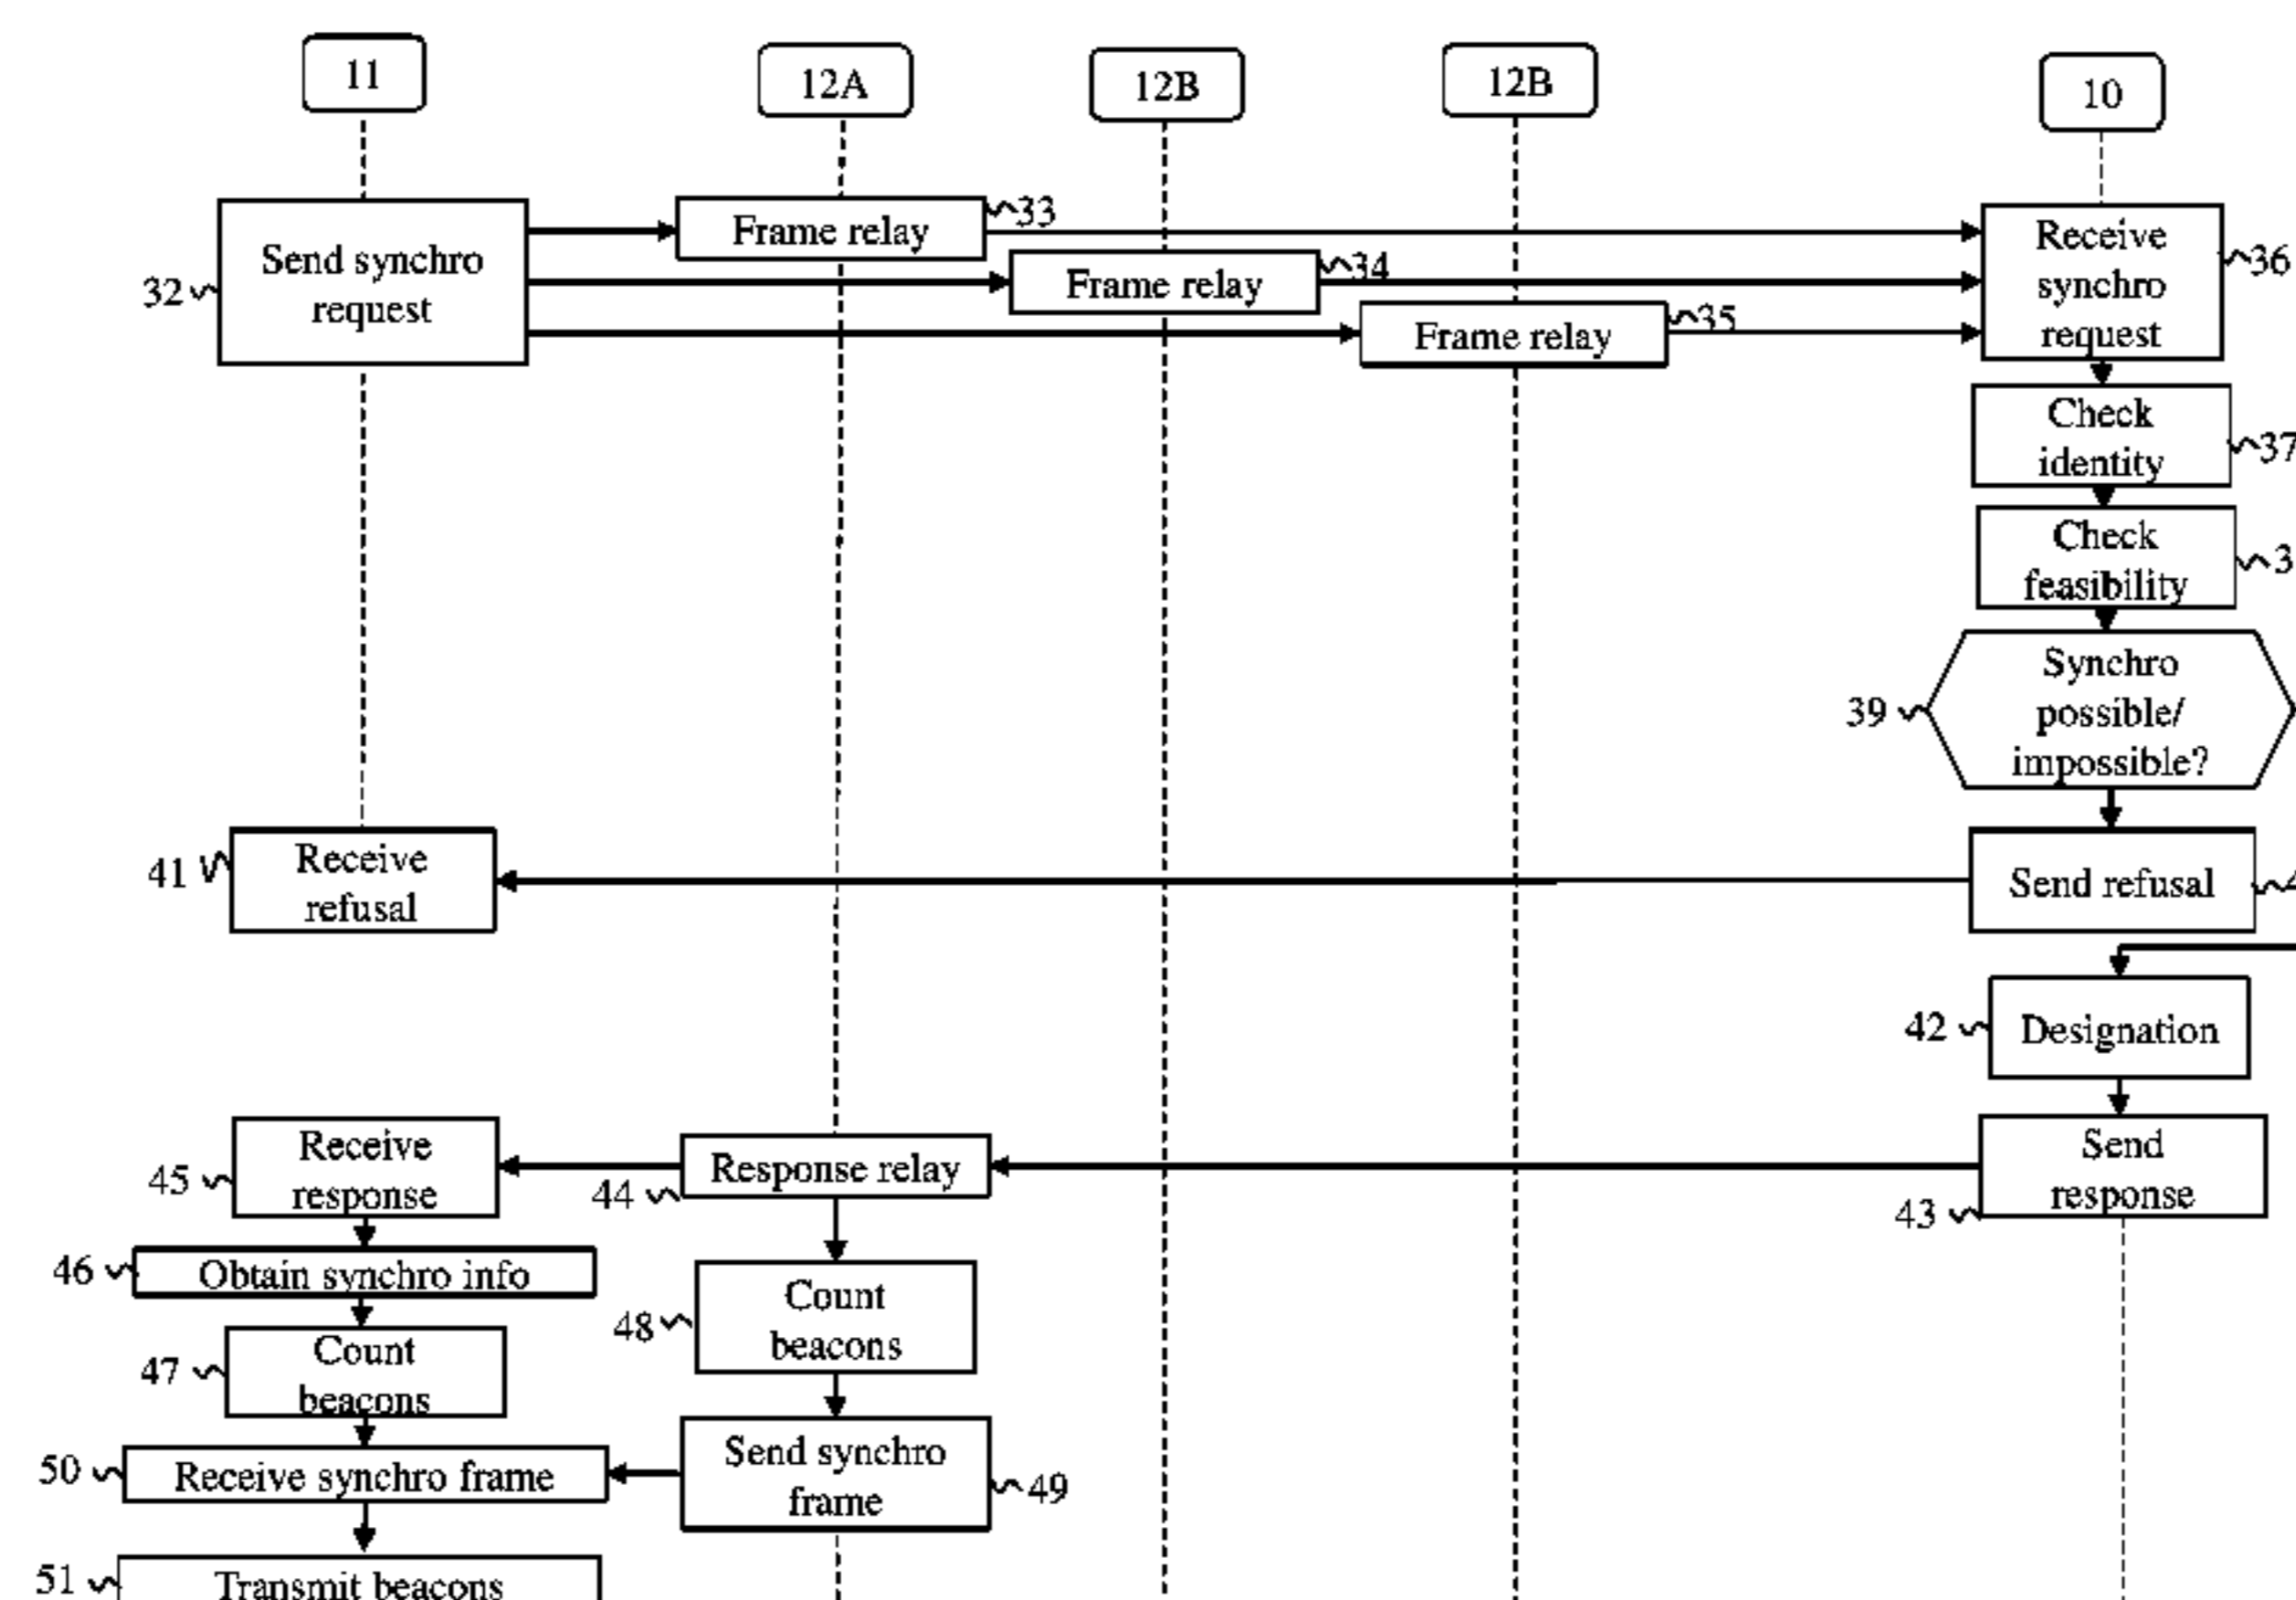 11
12A
12B
12B
10
Frame relay
33
Send synchro
request
32
Frame relay
34
Frame relay
35
Receive
synchro
request
36
Check
identity
37
Check
feasibility
3
Synchro
possible/
impossible?
39
41
Receive
refusal
Send refusal
42
Designation
45
Receive
response
44
Response relay
Send
response
43
46
Obtain synchro info
48
Count
beacons
47
Count
beacons
50
Receive synchro frame
Send synchro
frame
49
51
Transmit beacons